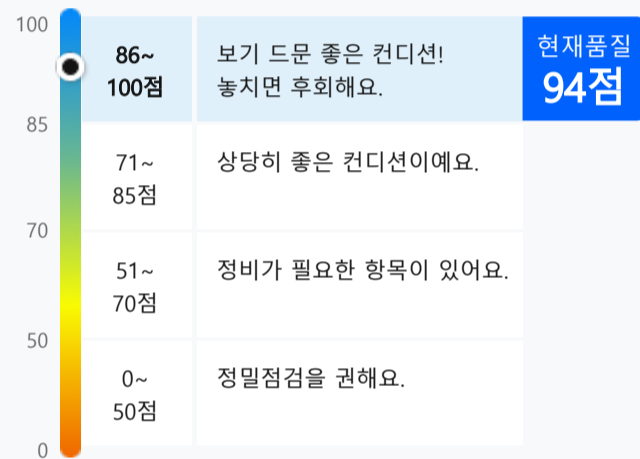 100
86~
100점
보기 드문 좋은 컨디션!
놓치면 후회해요.
현재품질
94점
85
71~
85점
상당히 좋은 컨디션이예요.
70
51~
70점
정비가 필요한 항목이 있어요.
50
0~
50점
정밀점검을 권해요.
0